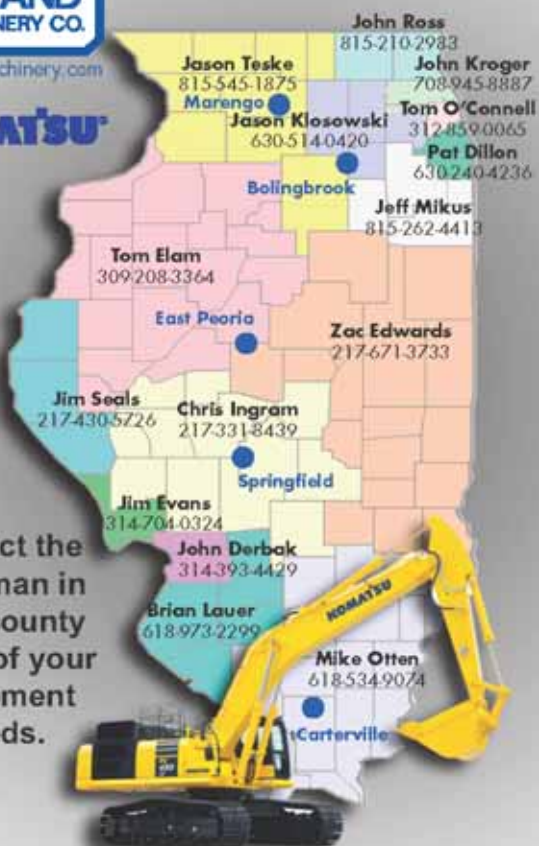 AND
NERY CO.
chinery.com
MATSU
John Ross
815-210-2983
Jason Teske
815-545-1875
John Kroger
708-945-8887
Marengo
Tom O'Connell
312-859-0065
Jason Klosowski
630-514-0420
Pat Dillon
630-240-4236
Bolingbrook
Jeff Mikus
815-262-4413
Tom Elam
309-208-3364
East Peoria
Zac Edwards
217-671-3733
Jim Seals
217-430-5726
Chris Ingram
217-331-8439
Springfield
Jim Evans
314-704-0324
John Derbak
314-393-4429
Brian Lauer
618-973-2299
ct the
man in
ounty
of your
ment
ds.
KOMATSU
Mike Otten
618-534-9074
Carterville